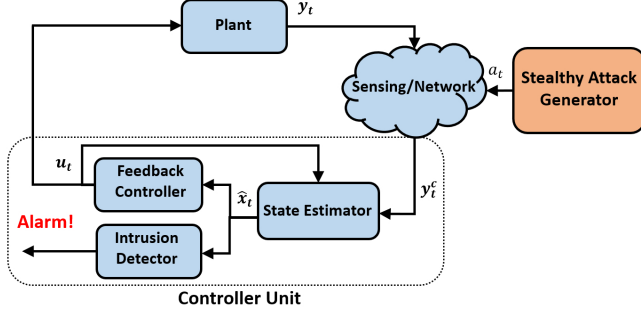 Plant
y_t
Sensing/Network
a_t
Stealthy Attack
Generator
u_t
Feedback
Controller
x̂_t
State Estimator
y_t^c
Alarm!
Intrusion
Detector
Controller Unit